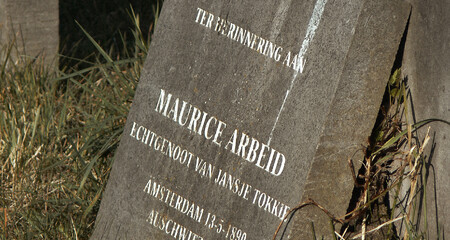 TER HERINNERING AAN
MAURICE ARBEID
ECHTGENOOT VAN JANSJE TOKKIE
AMSTERDAM 13-5-1890